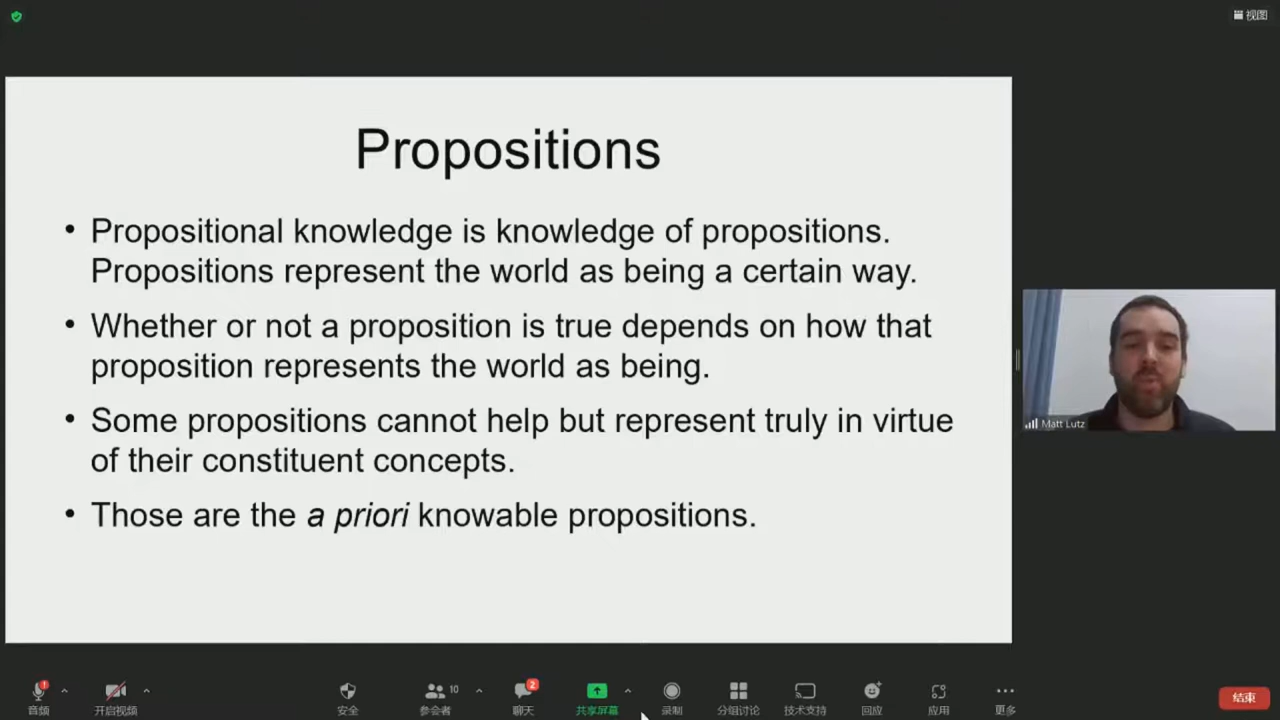 视图
Propositions
• Propositional knowledge is knowledge of propositions.
Propositions represent the world as being a certain way.
• Whether or not a proposition is true depends on how that
proposition represents the world as being.
• Some propositions cannot help but represent truly in virtue
of their constituent concepts.
• Those are the a priori knowable propositions.
Matt Lutz
10
2
音频
开启视频
安全
参会者
聊天
共享屏幕
录制
分组讨论
技术支持
回应
应用
更多
结束